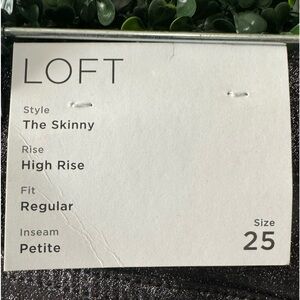 LOFT
Style
The Skinny
Rise
High Rise
Fit
Regular
Inseam
Petite
Size
25